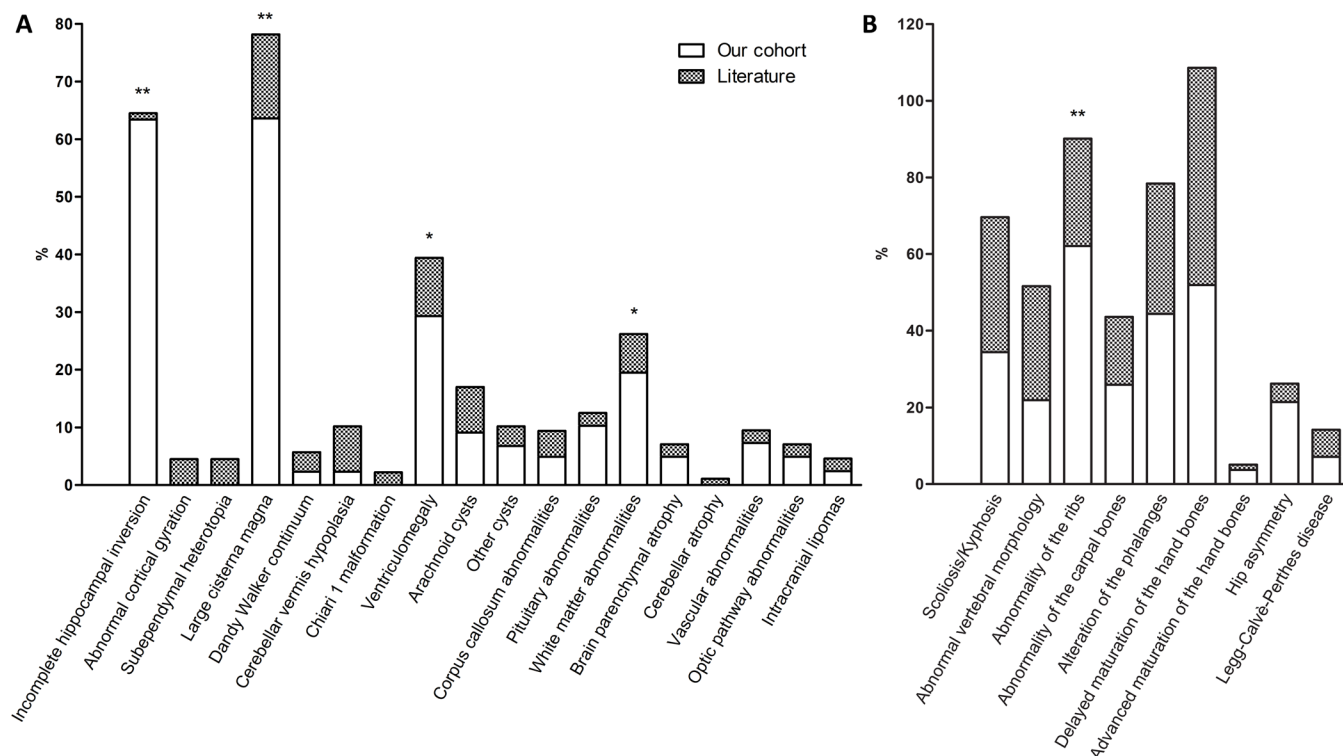 A
80
70
60
50
40
30
20
10
0
%
**
**
*
*
Our cohort
Literature
Incomplete hippocampal inversion
Abnormal cortical gyration
Subependymal heterotopia
Large cisterna magna
Dandy Walker continuum
Cerebellar vermis hypoplasia
Chiari 1 malformation
Ventriculomegaly
Arachnoid cysts
Other cysts
Corpus callosum abnormalities
Pituitary abnormalities
White matter abnormalities
Brain parenchymal atrophy
Cerebellar atrophy
Vascular abnormalities
Optic pathway abnormalities
Intracranial lipomas
B
120
100
80
60
40
20
0
%
**
Scoliosis/Kyphosis
Abnormal vertebral morphology
Abnormality of the ribs
Abnormality of the carpal bones
Alteration of the phalanges
Delayed maturation of the hand bones
Advanced maturation of the hand bones
Hip asymmetry
Legg-Calvè-Perthes disease